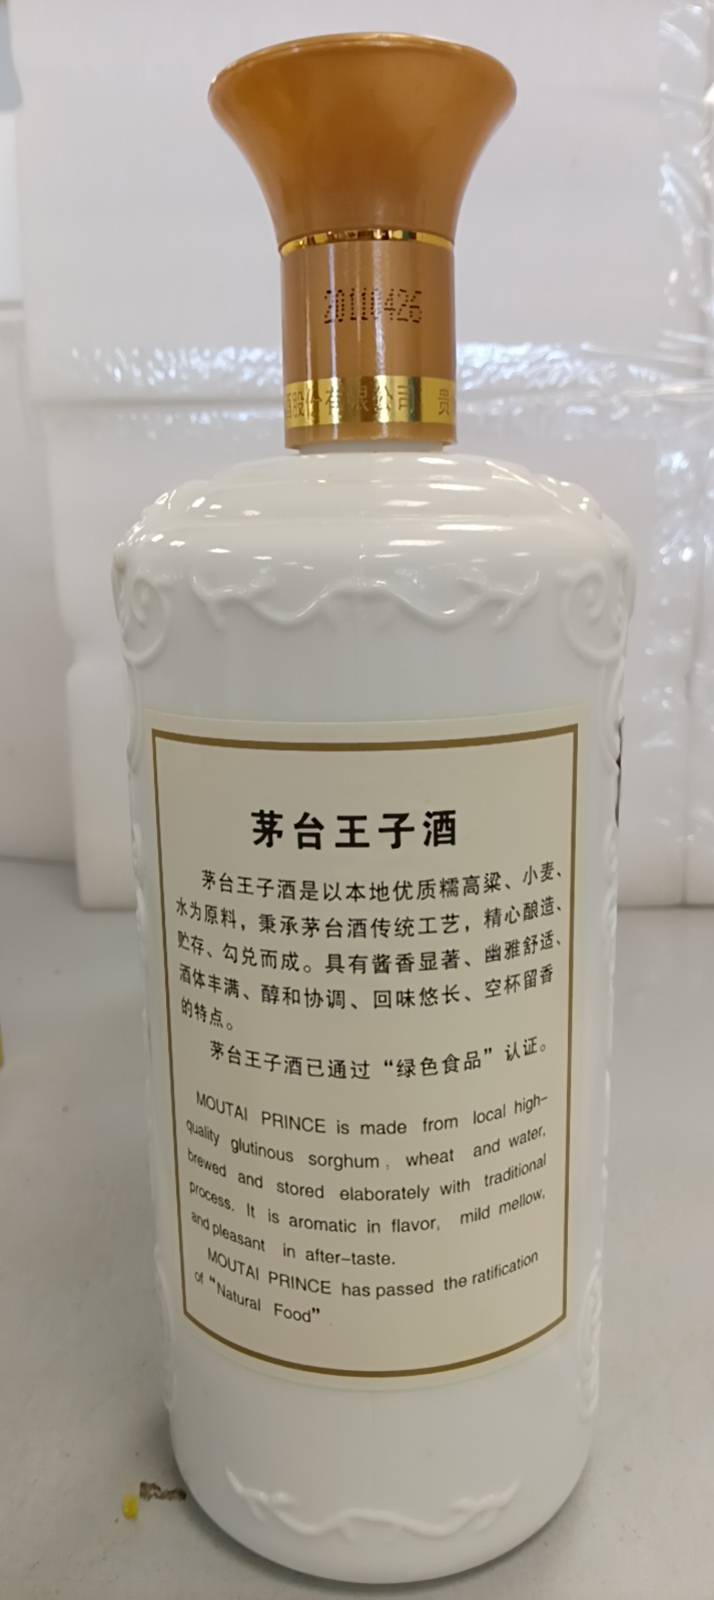 20110426
酒股份有限公司 贵
茅台王子酒
茅台王子酒是以本地优质糯高粱、小麦、
水为原料，秉承茅台酒传统工艺，精心酿造、
贮存、勾兑而成。具有酱香显著、幽雅舒适、
酒体丰满、醇和协调、回味悠长、空杯留香
的特点。
茅台王子酒已通过“绿色食品”认证。
MOUTAI PRINCE is made from local high-
quality glutinous sorghum, wheat and water,
brewed and stored elaborately with traditional
process. It is aromatic in flavor, mild mellow,
and pleasant in after-taste.
MOUTAI PRINCE has passed the ratification
of “Natural Food”